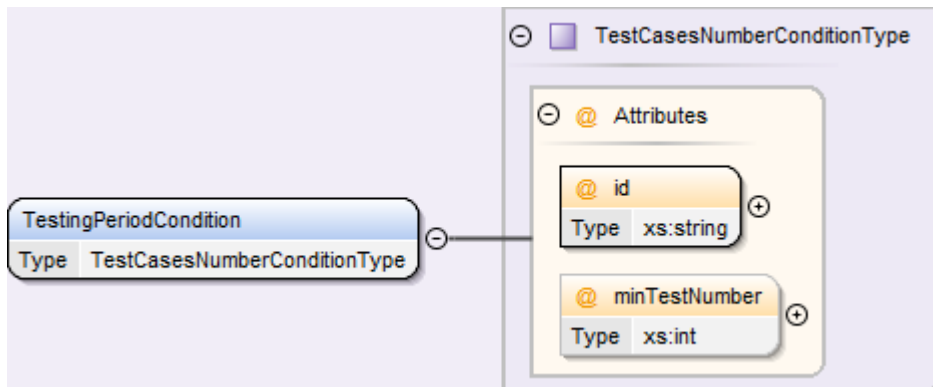 TestCasesNumberConditionType
@ Attributes
@ id
Type xs:string
TestingPeriodCondition
Type TestCasesNumberConditionType
@ minTestNumber
Type xs:int